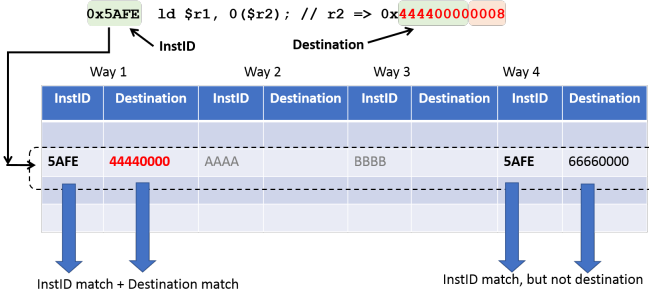 0x5AFE ld $r1, 0($r2); // r2 => 0x444400000008
InstID
Destination
Way 1 Way 2 Way 3 Way 4
InstID Destination InstID Destination InstID Destination InstID Destination
5AFE 44440000 AAAA BBBB 5AFE 66660000
InstID match + Destination match
InstID match, but not destination